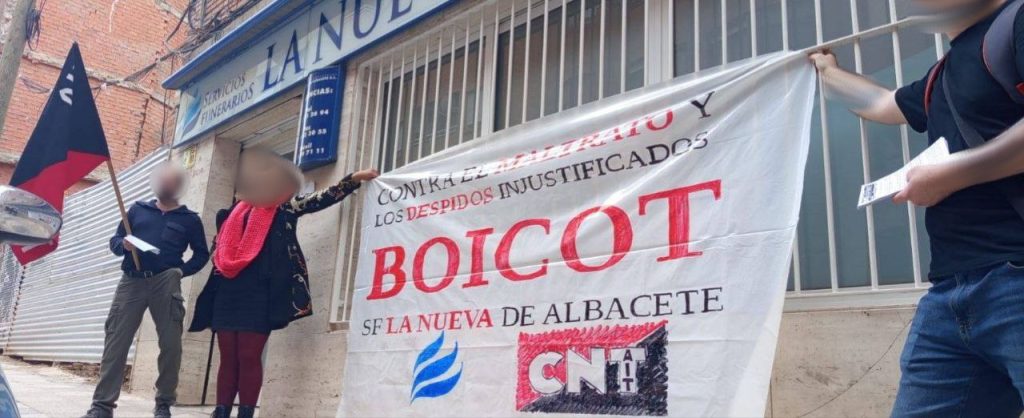 SERVICIOS
FUNERARIOS
LA NUE
CONTRA EL MALTRATO Y
LOS DESPIDOS INJUSTIFICADOS
BOICOT
SF LA NUEVA DE ALBACETE
CNT
AIT